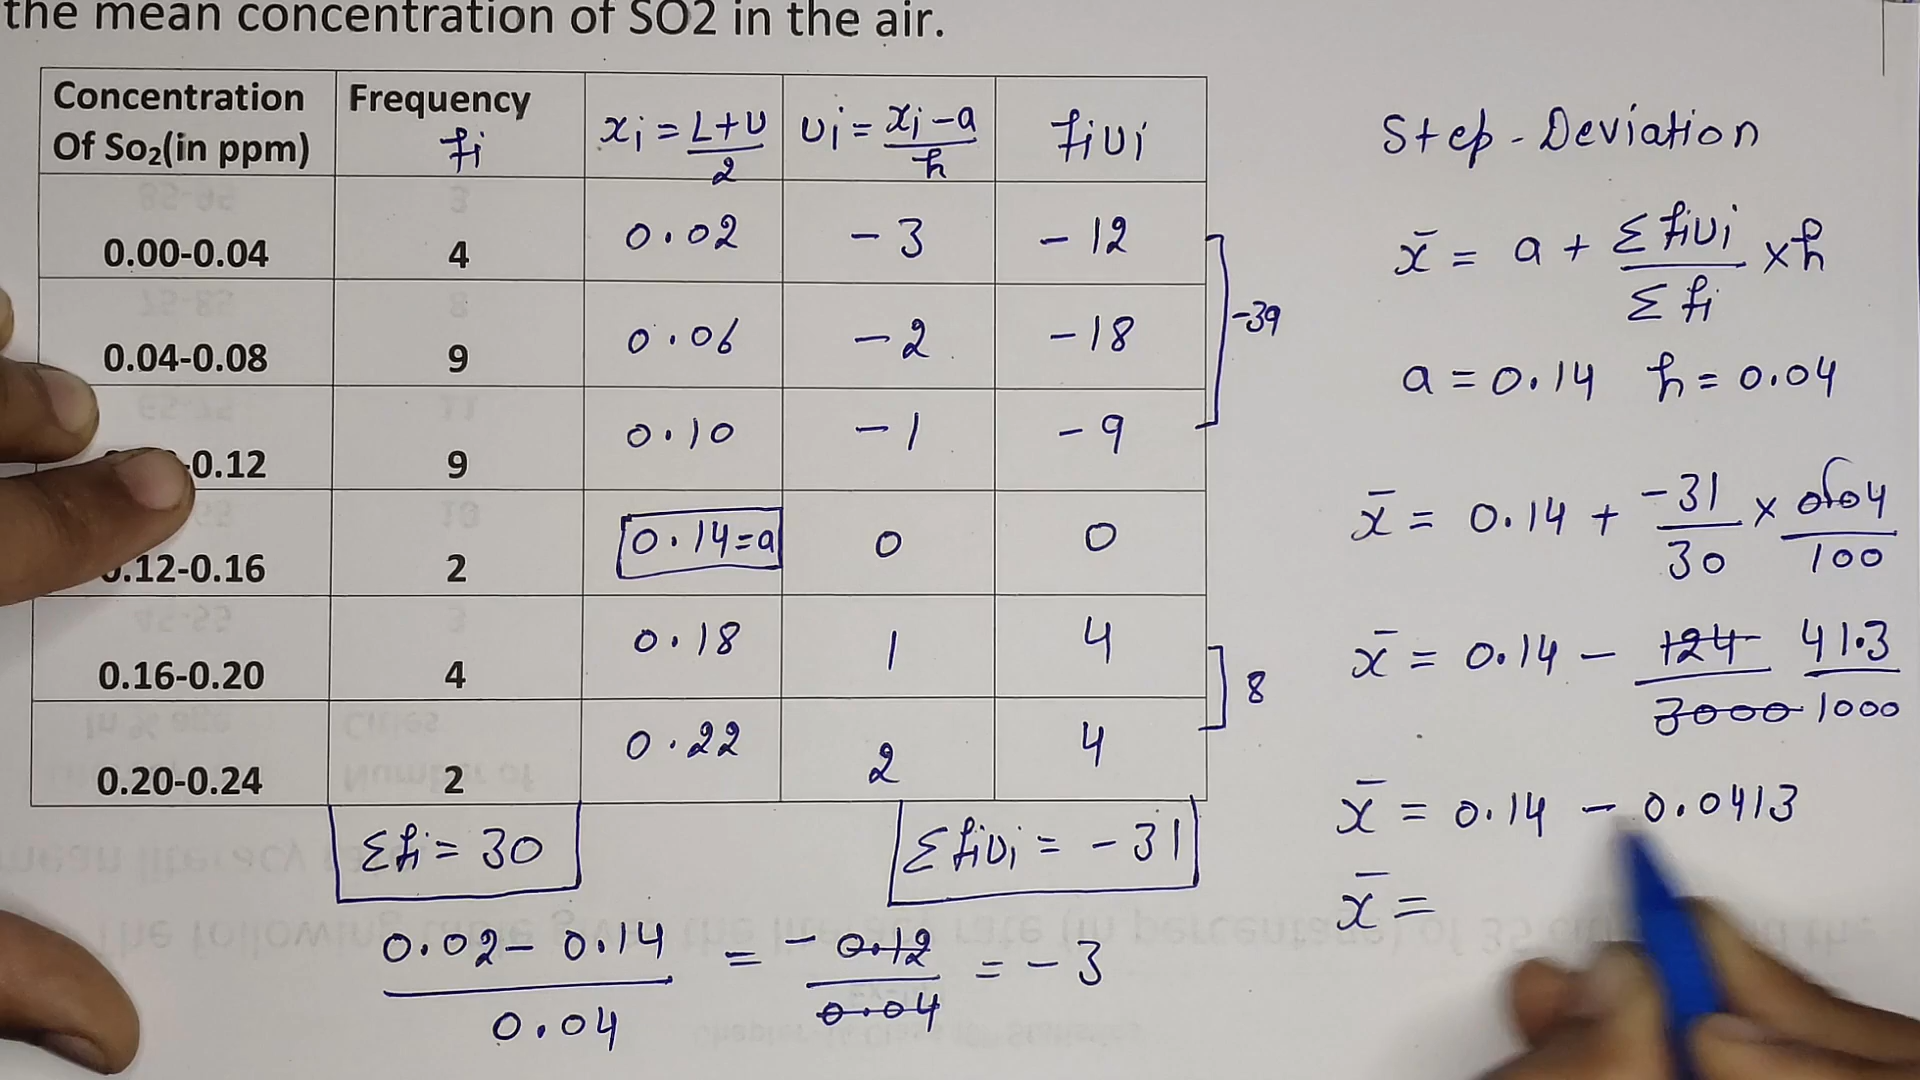 the mean concentration of SO2 in the air.
Concentration Of So₂(in ppm) | Frequency fi | xi = L+U/2 | ui = xi-a/h | fiui
0.00-0.04 | 4 | 0.02 | -3 | -12
0.04-0.08 | 9 | 0.06 | -2 | -18
0.12 | 9 | 0.10 | -1 | -9
0.12-0.16 | 2 | 0.14=a | 0 | 0
0.16-0.20 | 4 | 0.18 | 1 | 4
0.20-0.24 | 2 | 0.22 | 2 | 4
-39
8
Σfi = 30
Σfiui = -31
0.02-0.14/0.04 = -0.12/0.04 = -3
Step-Deviation
x̄ = a + Σfiui/Σfi ×h
a=0.14 h=0.04
x̄ = 0.14 + -31/30 × 0.04/100
x̄ = 0.14 - 124/3000 41.3/1000
x̄ = 0.14 - 0.0413
x̄ =